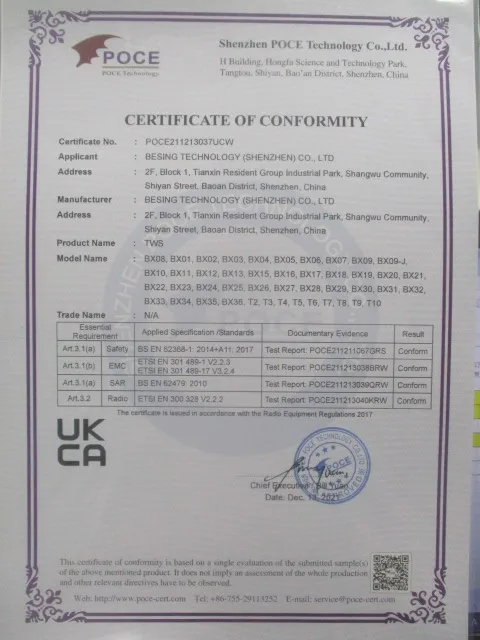 POCE
POCE Technology
Shenzhen POCE Technology Co.,Ltd.
H Building, Hongfa Science and Technology Park,
Tangtou, Shiyan, Bao'an District, Shenzhen, China
CERTIFICATE OF CONFORMITY
Certificate No. : POCE211213037UCW
Applicant : BESING TECHNOLOGY (SHENZHEN) CO., LTD
Address : 2F, Block 1, Tianxin Resident Group Industrial Park, Shangwu Community,
Shiyan Street, Baoan District, Shenzhen, China
Manufacturer : BESING TECHNOLOGY (SHENZHEN) CO., LTD
Address : 2F, Block 1, Tianxin Resident Group Industrial Park, Shangwu Community,
Shiyan Street, Baoan District, Shenzhen, China
Product Name : TWS
Model Name : BX08, BX01, BX02, BX03, BX04, BX05, BX06, BX07, BX09, BX09-J,
BX10, BX11, BX12, BX13, BX15, BX16, BX17, BX18, BX19, BX20, BX21,
BX22, BX23, BX24, BX25, BX26, BX27, BX28, BX29, BX30, BX31, BX32,
BX33, BX34, BX35, BX36, T2, T3, T4, T5, T6, T7, T8, T9, T10
Trade Name : N/A
Essential Requirement Applied Specification /Standards Documentary Evidence Result
Art.3.1(a) Safety BS EN 62368-1: 2014+A11: 2017 Test Report: POCE211211067GRS Conform
Art.3.1(b) EMC ETSI EN 301 489-1 V2.2.3
ETSI EN 301 489-17 V3.2.4 Test Report: POCE211213038BRW Conform
Art.3.1(a) SAR BS EN 62479: 2010 Test Report: POCE211213039QRW Conform
Art.3.2 Radio ETSI EN 300 328 V2.2.2 Test Report: POCE211213040KRW Conform
The certificate is issued in accordance with the Radio Equipment Regulations 2017
UK
CA
POCE
Chief Executive
Date: Dec. 2021
This certificate of conformity is based on a single evaluation of the submitted sample(s)
of the above mentioned product. It does not imply an assessment of the whole production
and other relevant directives have to be observed.
Web: http://www.poce-cert.com Tel: +86-755-29113252 E-mail: service@poce-cert.com